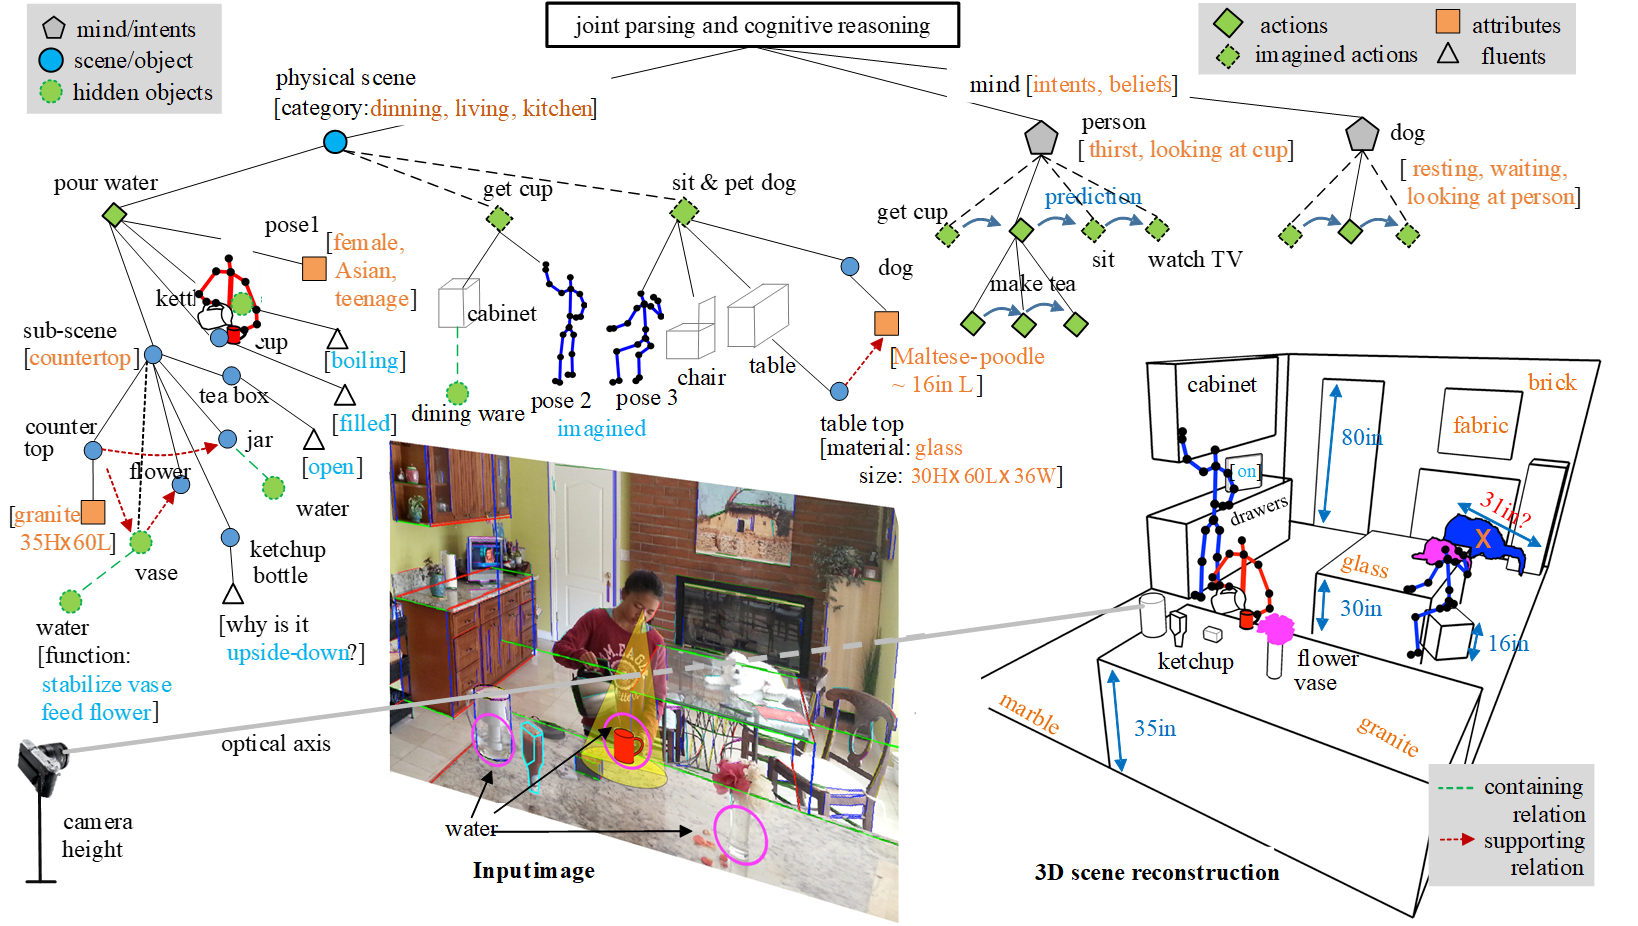 joint parsing and cognitive reasoning
mind/intents
scene/object
hidden objects
actions
attributes
imagined actions
fluents
physical scene
[category:dinning, living, kitchen]
mind [intents, beliefs]
person
[ thirst, looking at cup]
dog
[ resting, waiting,
looking at person]
pour water
get cup
sit & pet dog
prediction
get cup
sit
watch TV
make tea
pose1
[female,
Asian,
teenage]
kett
cup
sub-scene
[countertop]
[boiling]
tea box
[filled]
cabinet
dining ware
pose 2
pose 3
imagined
chair
table
dog
[Maltese-poodle
~ 16in L ]
table top
[material: glass
size: 30Hx60Lx36W]
counter
top
jar
[open]
flower
water
[granite
35Hx60L]
vase
ketchup
bottle
water
[function:
stabilize vase
feed flower]
[why is it
upside-down?]
optical axis
camera
height
water
Inputimage
cabinet
brick
80in
fabric
[on]
drawers
31in?
X
glass
30in
16in
ketchup
flower
vase
marble
35in
granite
3D scene reconstruction
containing
relation
supporting
relation